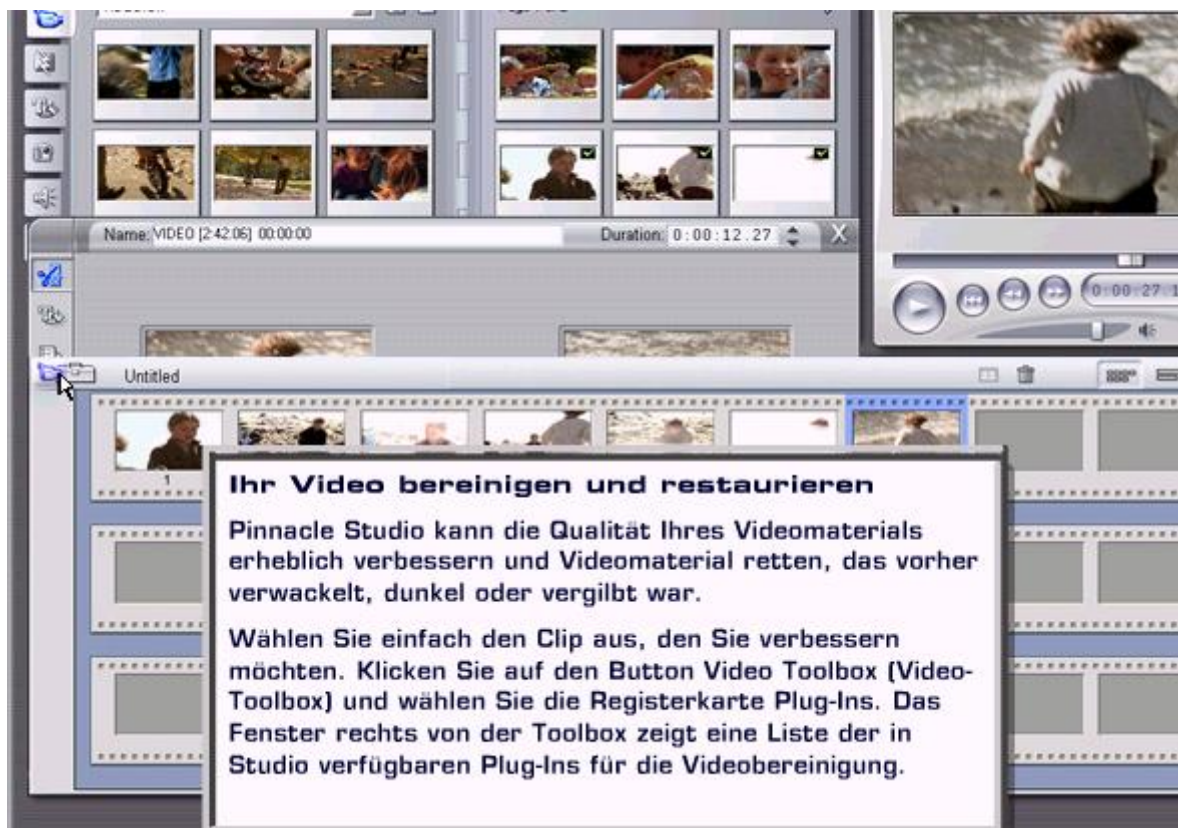 Name: VIDEO [2:42.06] 00:00:00
Duration: 0:00:12.27
X
Untitled
1
Ihr Video bereinigen und restaurieren
Pinnacle Studio kann die Qualität Ihres Videomaterials
erheblich verbessern und Videomaterial retten, das vorher
verwackelt, dunkel oder vergilbt war.
Wählen Sie einfach den Clip aus, den Sie verbessern
möchten. Klicken Sie auf den Button Video Toolbox (Video-
Toolbox) und wählen Sie die Registerkarte Plug-Ins. Das
Fenster rechts von der Toolbox zeigt eine Liste der in
Studio verfügbaren Plug-Ins für die Videobereinigung.